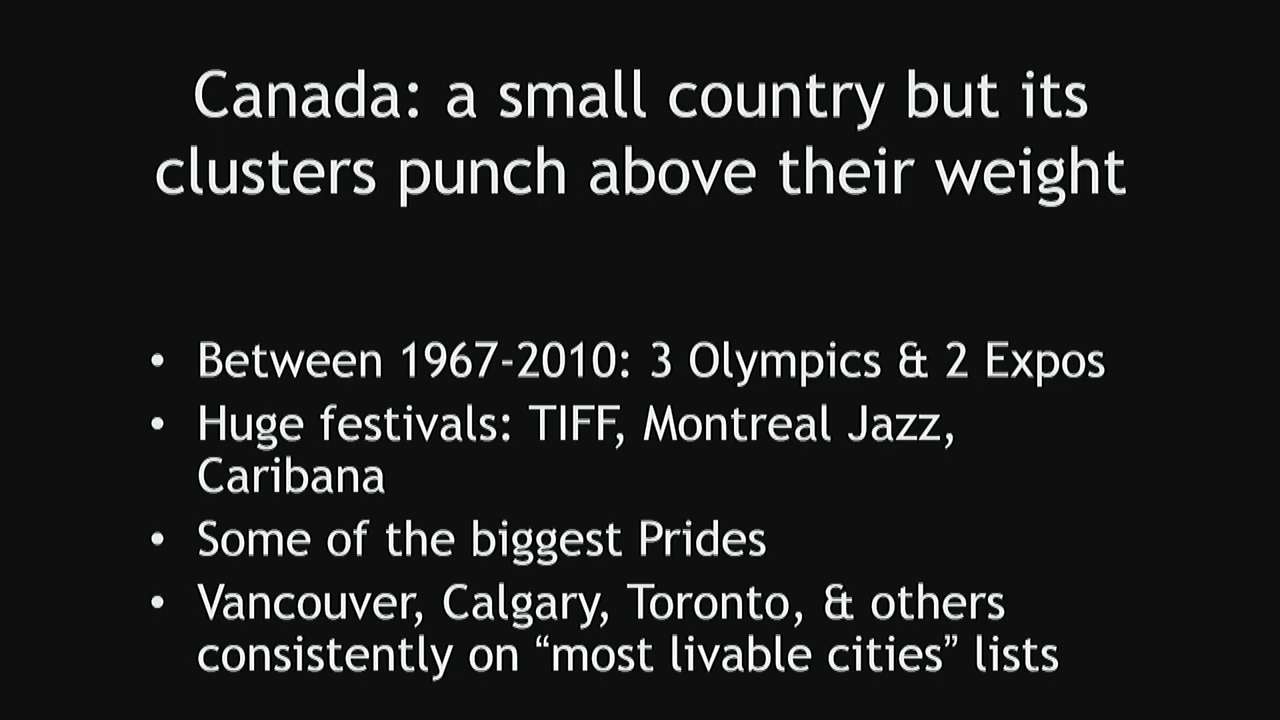 Canada: a small country but its
clusters punch above their weight
• Between 1967-2010: 3 Olympics & 2 Expos
• Huge festivals: TIFF, Montreal Jazz,
Caribana
• Some of the biggest Prides
• Vancouver, Calgary, Toronto, & others
consistently on “most livable cities” lists